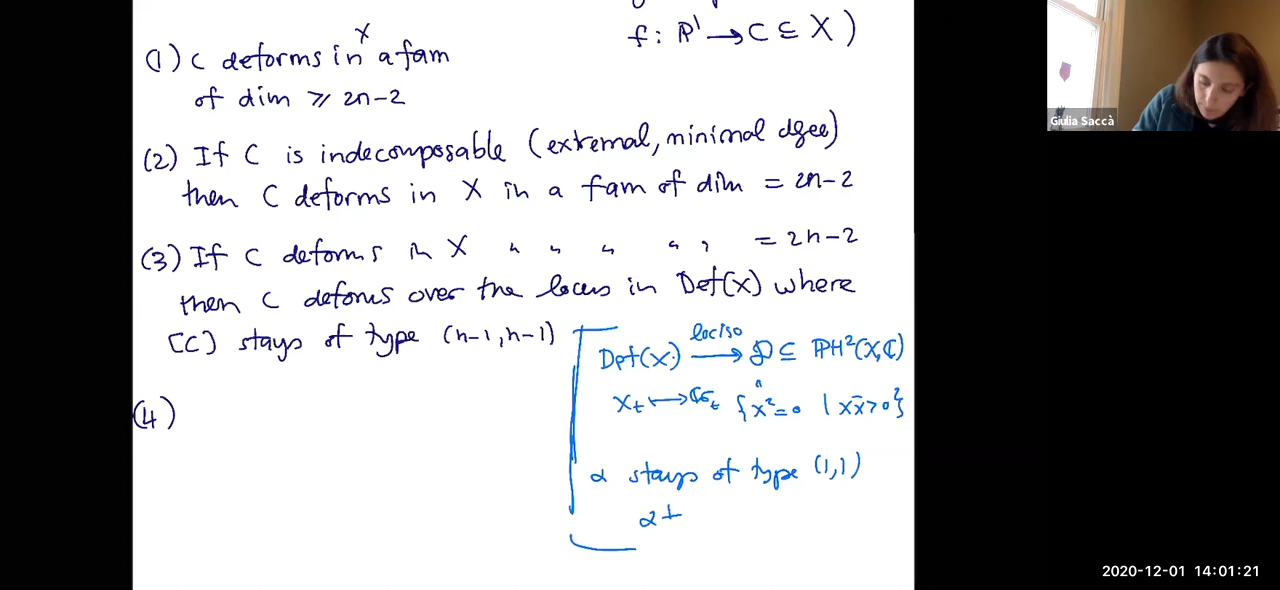 f : ℙ¹ → C ⊆ X )
(1) C deforms in X a fam
of dim ⩾ 2n-2
(2) If C is indecomposable (extremal, minimal dgee)
then C deforms in X in a fam of dim = 2n-2
(3) If C deforms in X " " " " " = 2n-2
then C deforms over the locus in Def(X) where
[C] stays of type (n-1, n-1)
Def(X) loc iso → 𝒟 ⊆ ℙH²(X, ℂ)
X_t ↦ ℂσ_t {x² = 0 | x x̄ > 0}
α stays of type (1,1)
α⊥
(4)
Giulia Saccà
2020-12-01 14:01:21